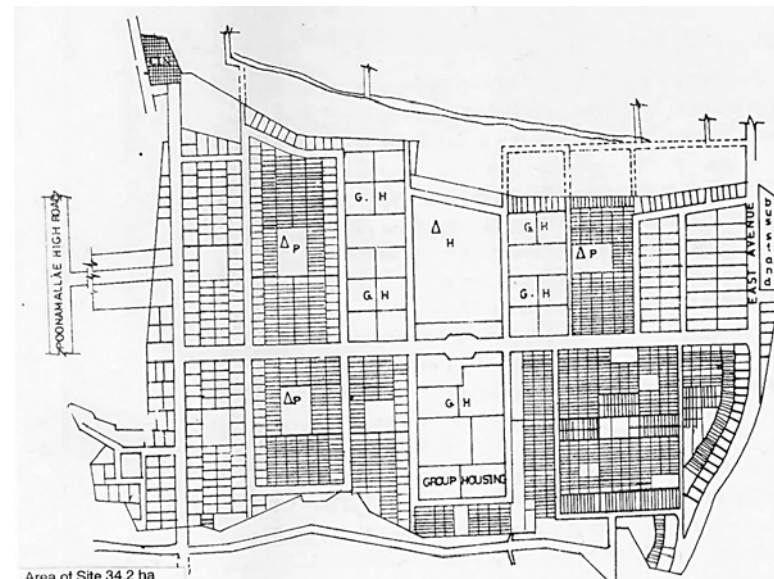 G. H
H
G H
P
P
POONAMALLAE HIGH ROAD
EAST AVENUE
G. H
G. H
P
G H
GROUP HOUSING
Area of Site 34.2 ha